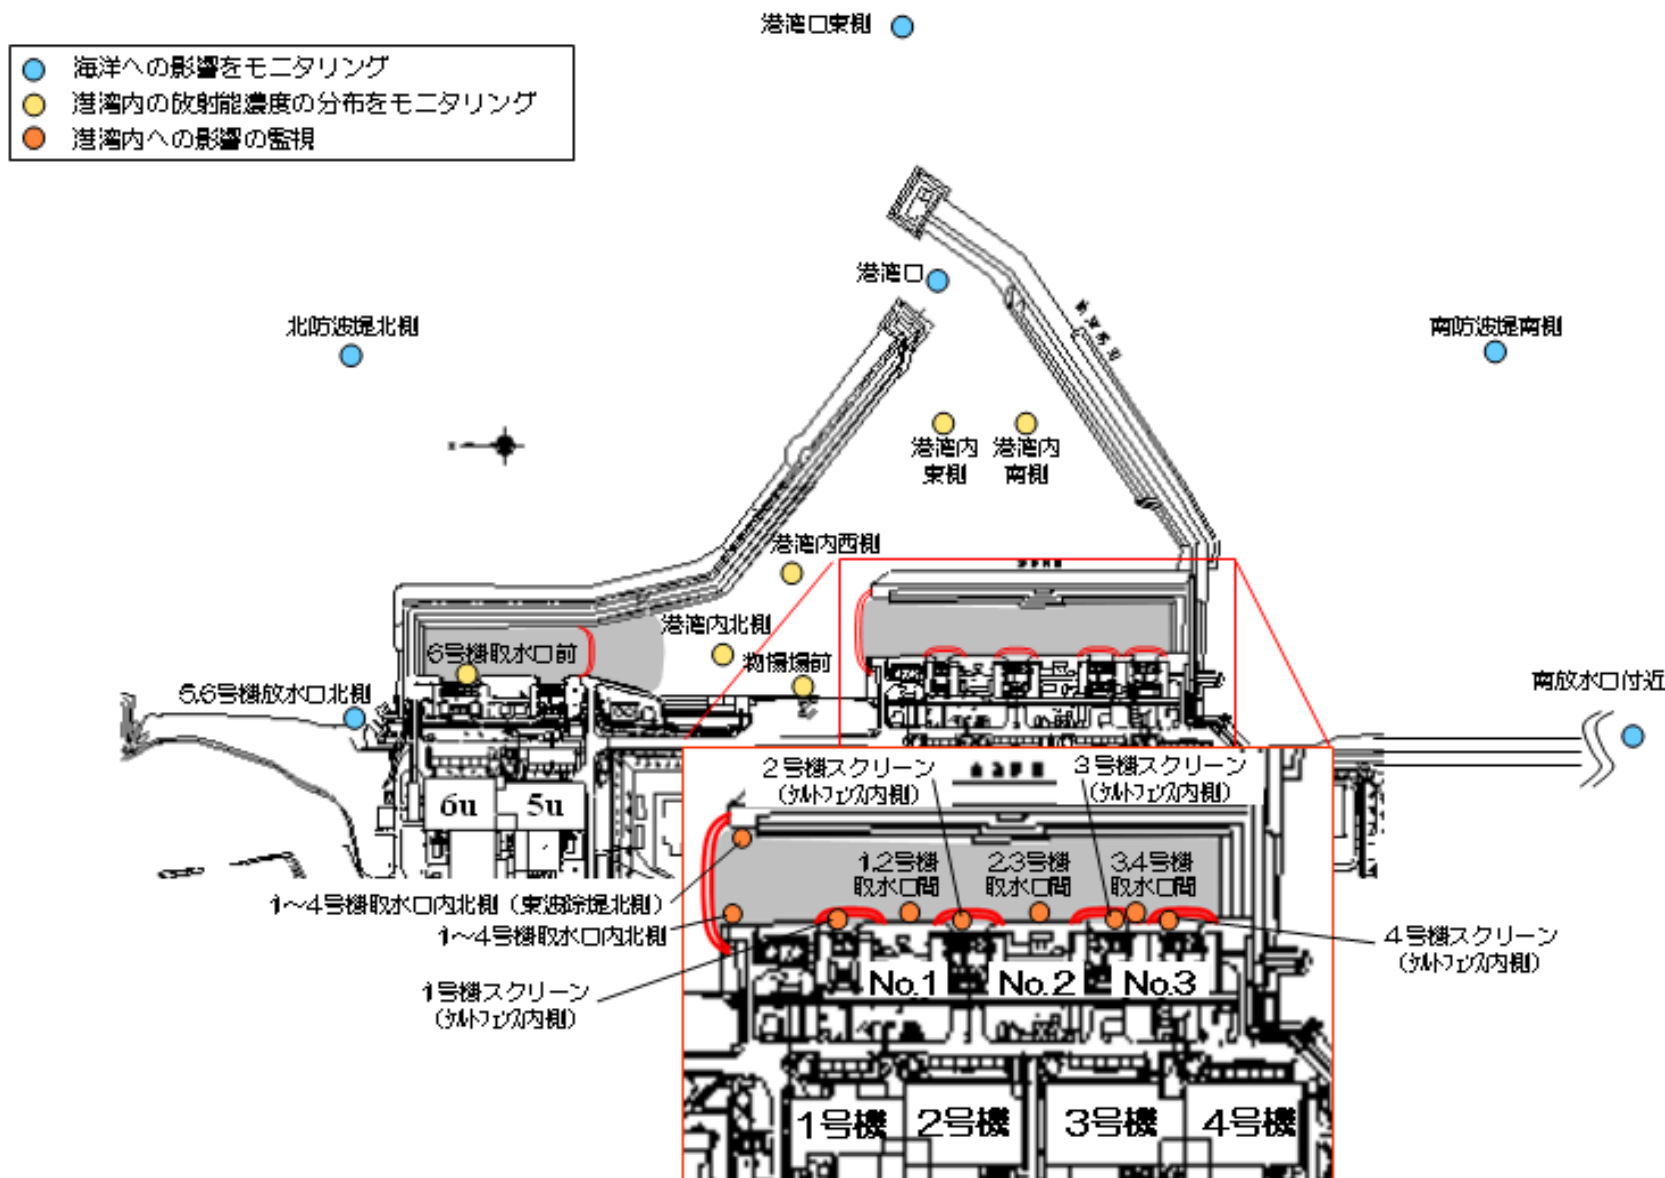 港湾口東側
海洋への影響をモニタリング
港湾内の放射能濃度の分布をモニタリング
港湾内への影響の監視
港湾口
北防波堤北側
南防波堤南側
港湾内
東側
港湾内
南側
港湾内西側
港湾内北側
6号機取水口前
物揚場前
5,6号機放水口北側
南放水口付近
6u
5u
2号機スクリーン
(シルトフェンス内側)
3号機スクリーン
(シルトフェンス内側)
1,2号機
取水口間
2,3号機
取水口間
3,4号機
取水口間
1~4号機取水口内北側(東波除堤北側)
1~4号機取水口内北側
4号機スクリーン
(シルトフェンス内側)
1号機スクリーン
(シルトフェンス内側)
No.1
No.2
No.3
1号機
2号機
3号機
4号機